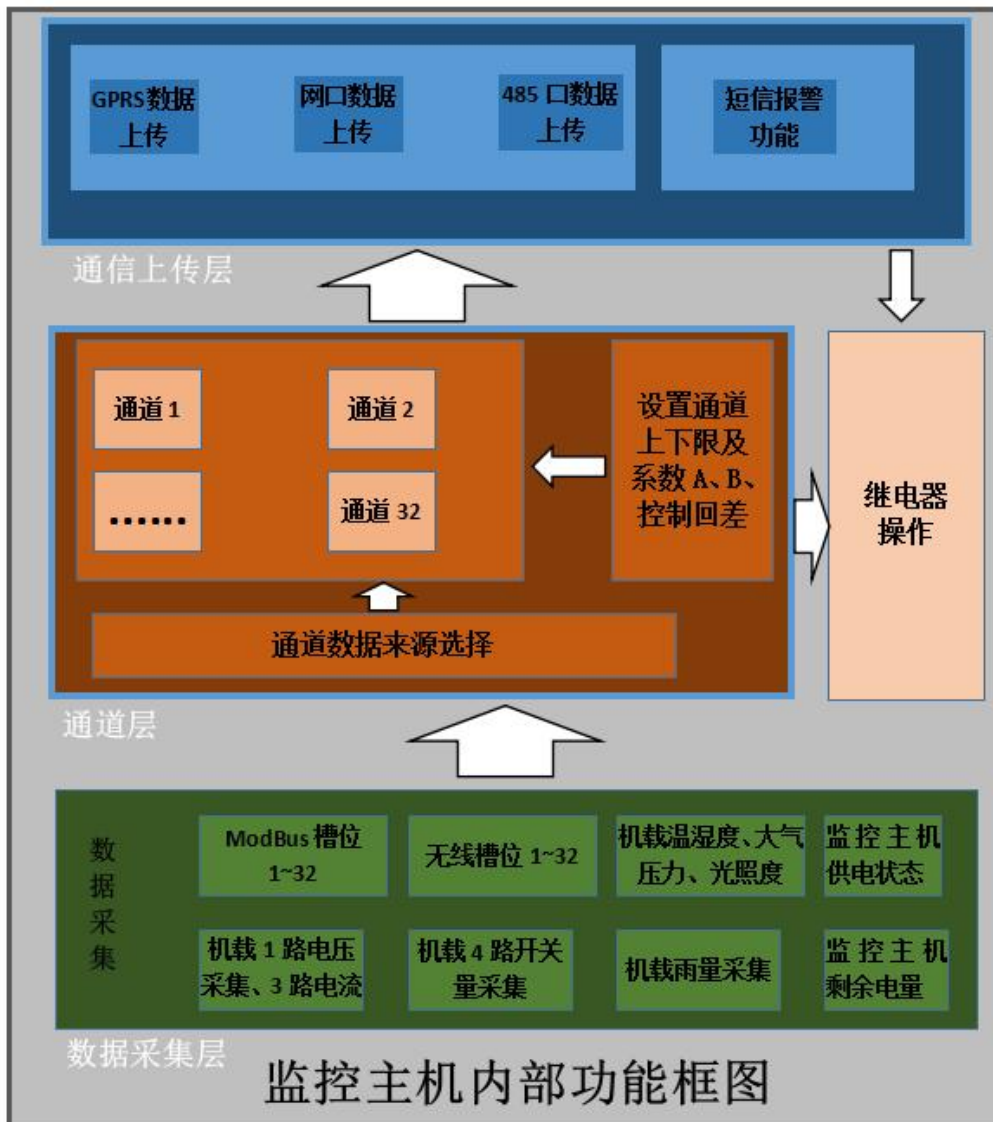 GPRS数据
上传
网口数据
上传
485 口数据
上传
短信报警
功能
通信上传层
通道 1
通道 2
……
通道 32
设置通道
上下限及
系数 A、B、
控制回差
继电器
操作
通道数据来源选择
通道层
数
据
采
集
ModBus 槽位
1~32
无线槽位 1~32
机载温湿度、大气
压力、光照度
监控主机
供电状态
机载 1 路电压
采集、3 路电流
机载 4 路开关
量采集
机载雨量采集
监控主机
剩余电量
数据采集层
监控主机内部功能框图